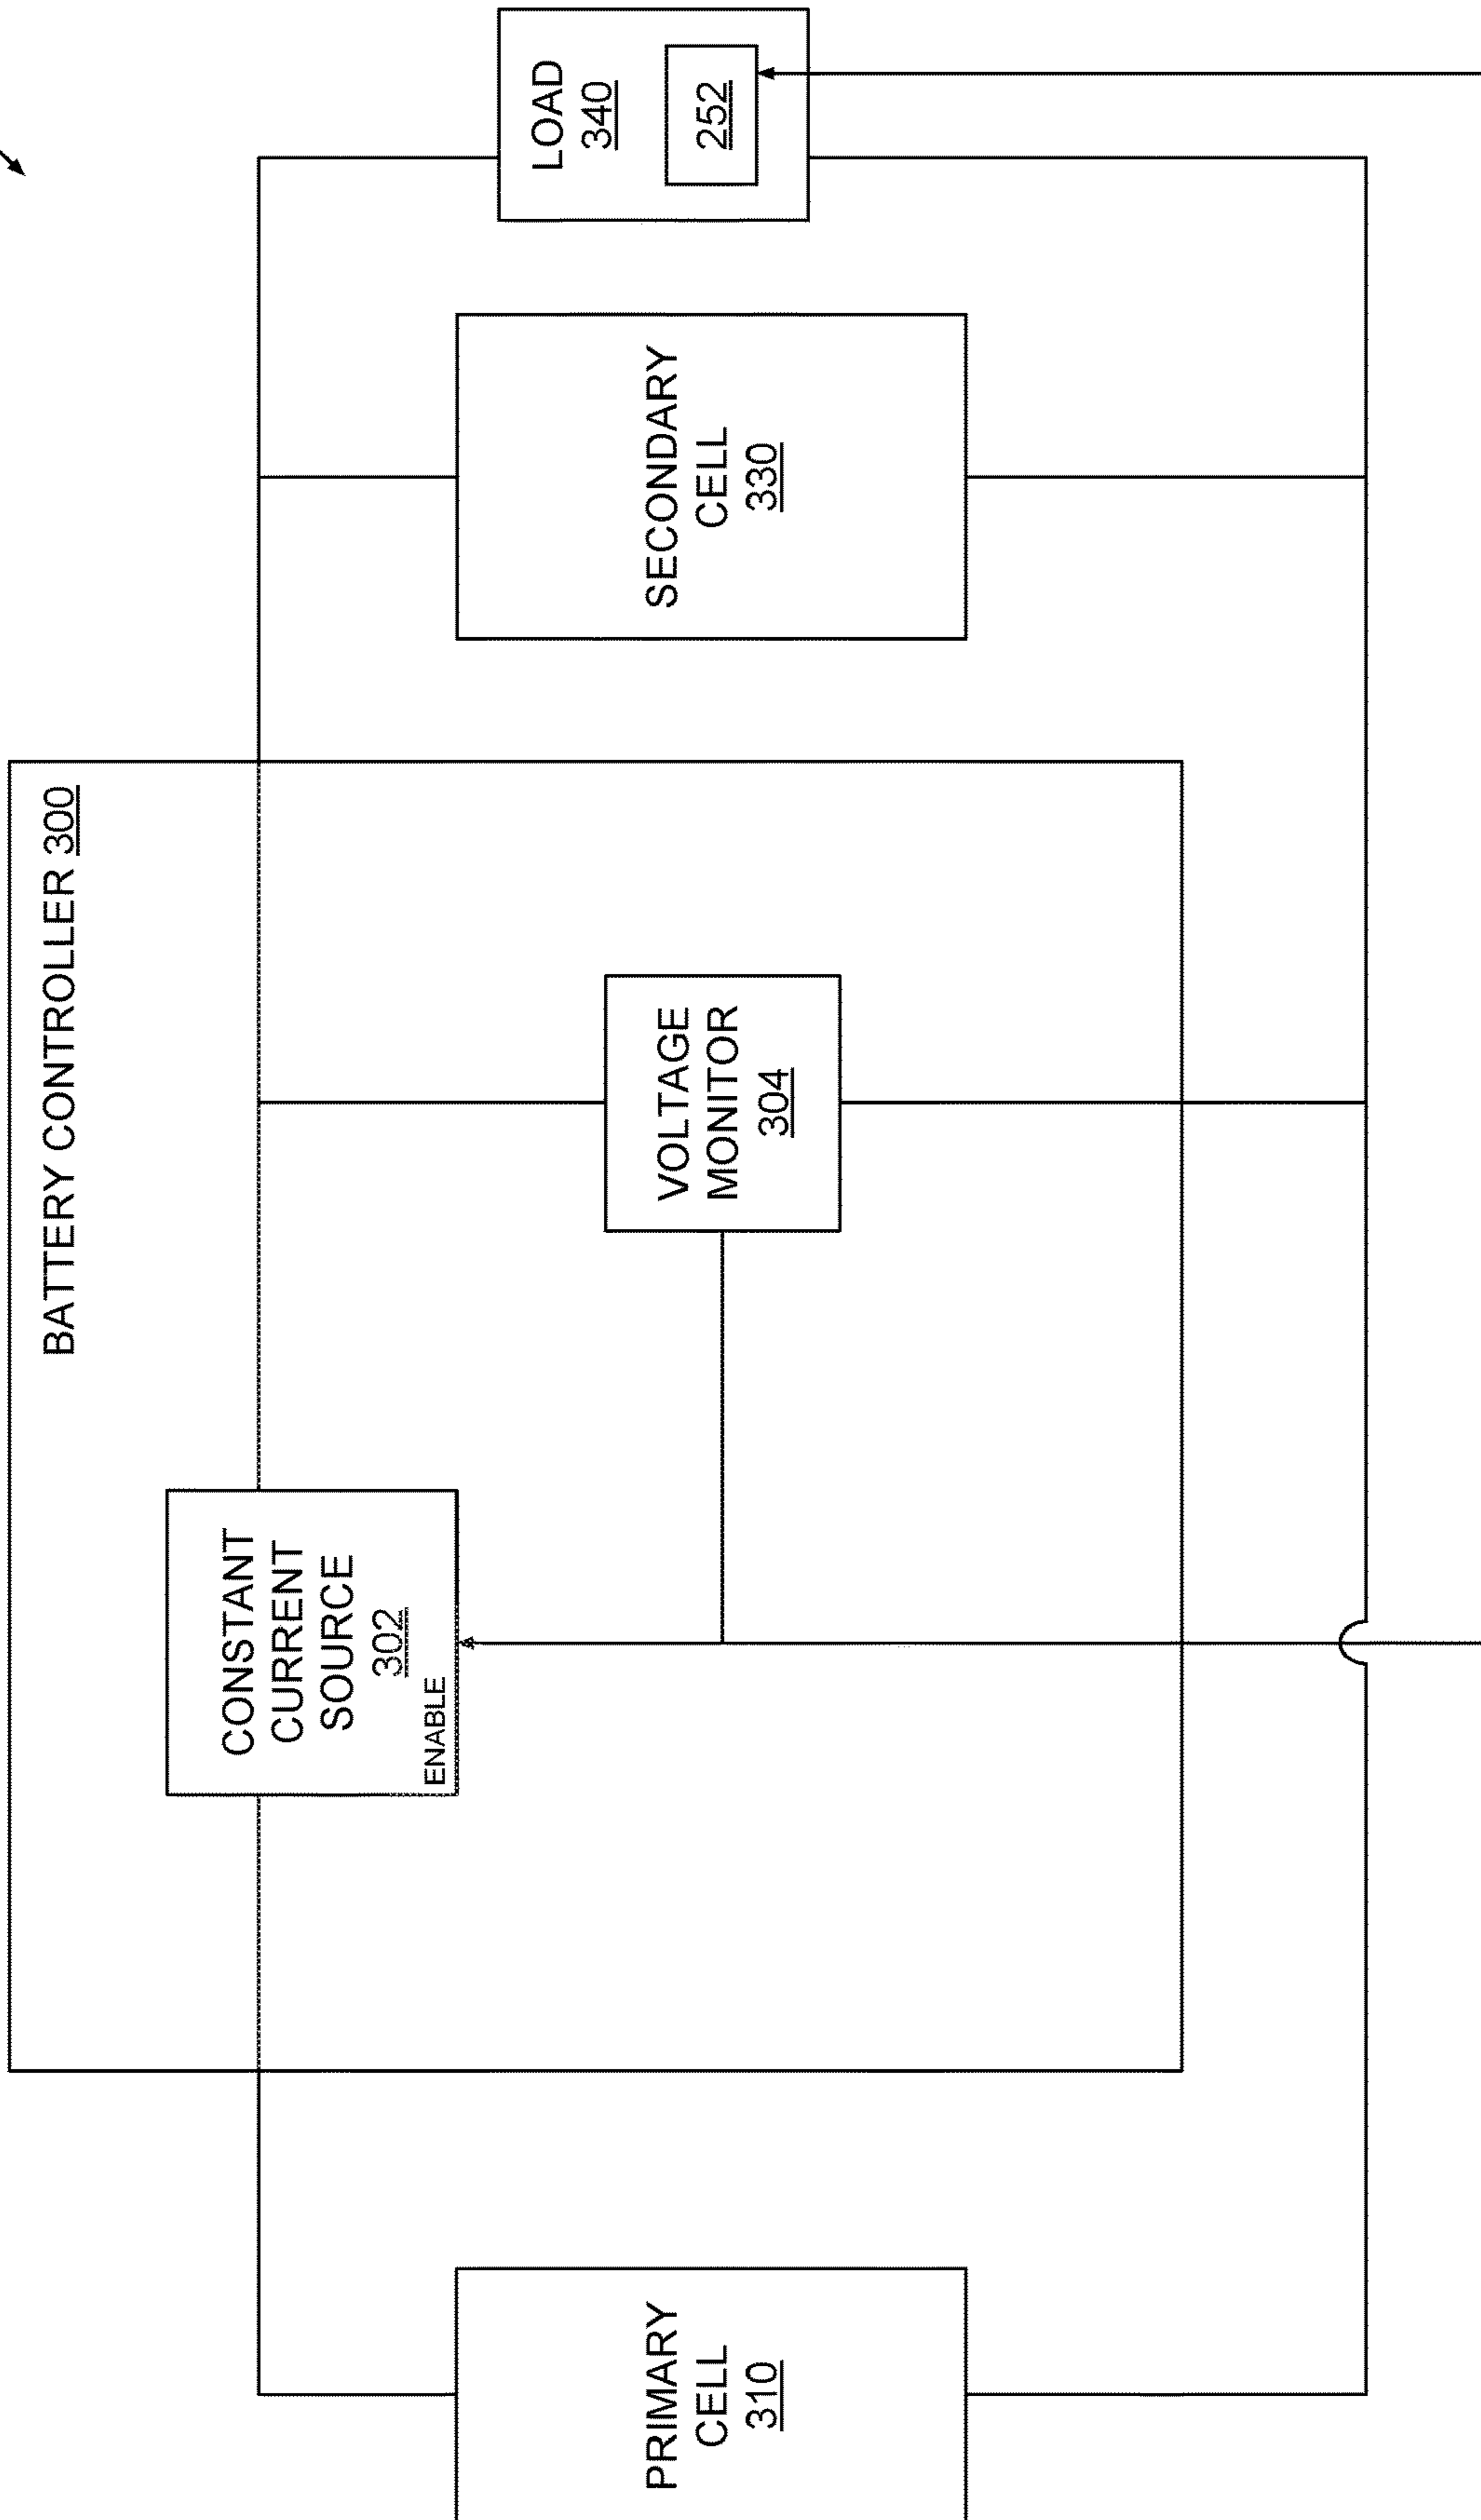 BATTERY CONTROLLER 300
CONSTANT
CURRENT
SOURCE
302
ENABLE
VOLTAGE
MONITOR
304
PRIMARY
CELL
310
SECONDARY
CELL
330
LOAD
340
252